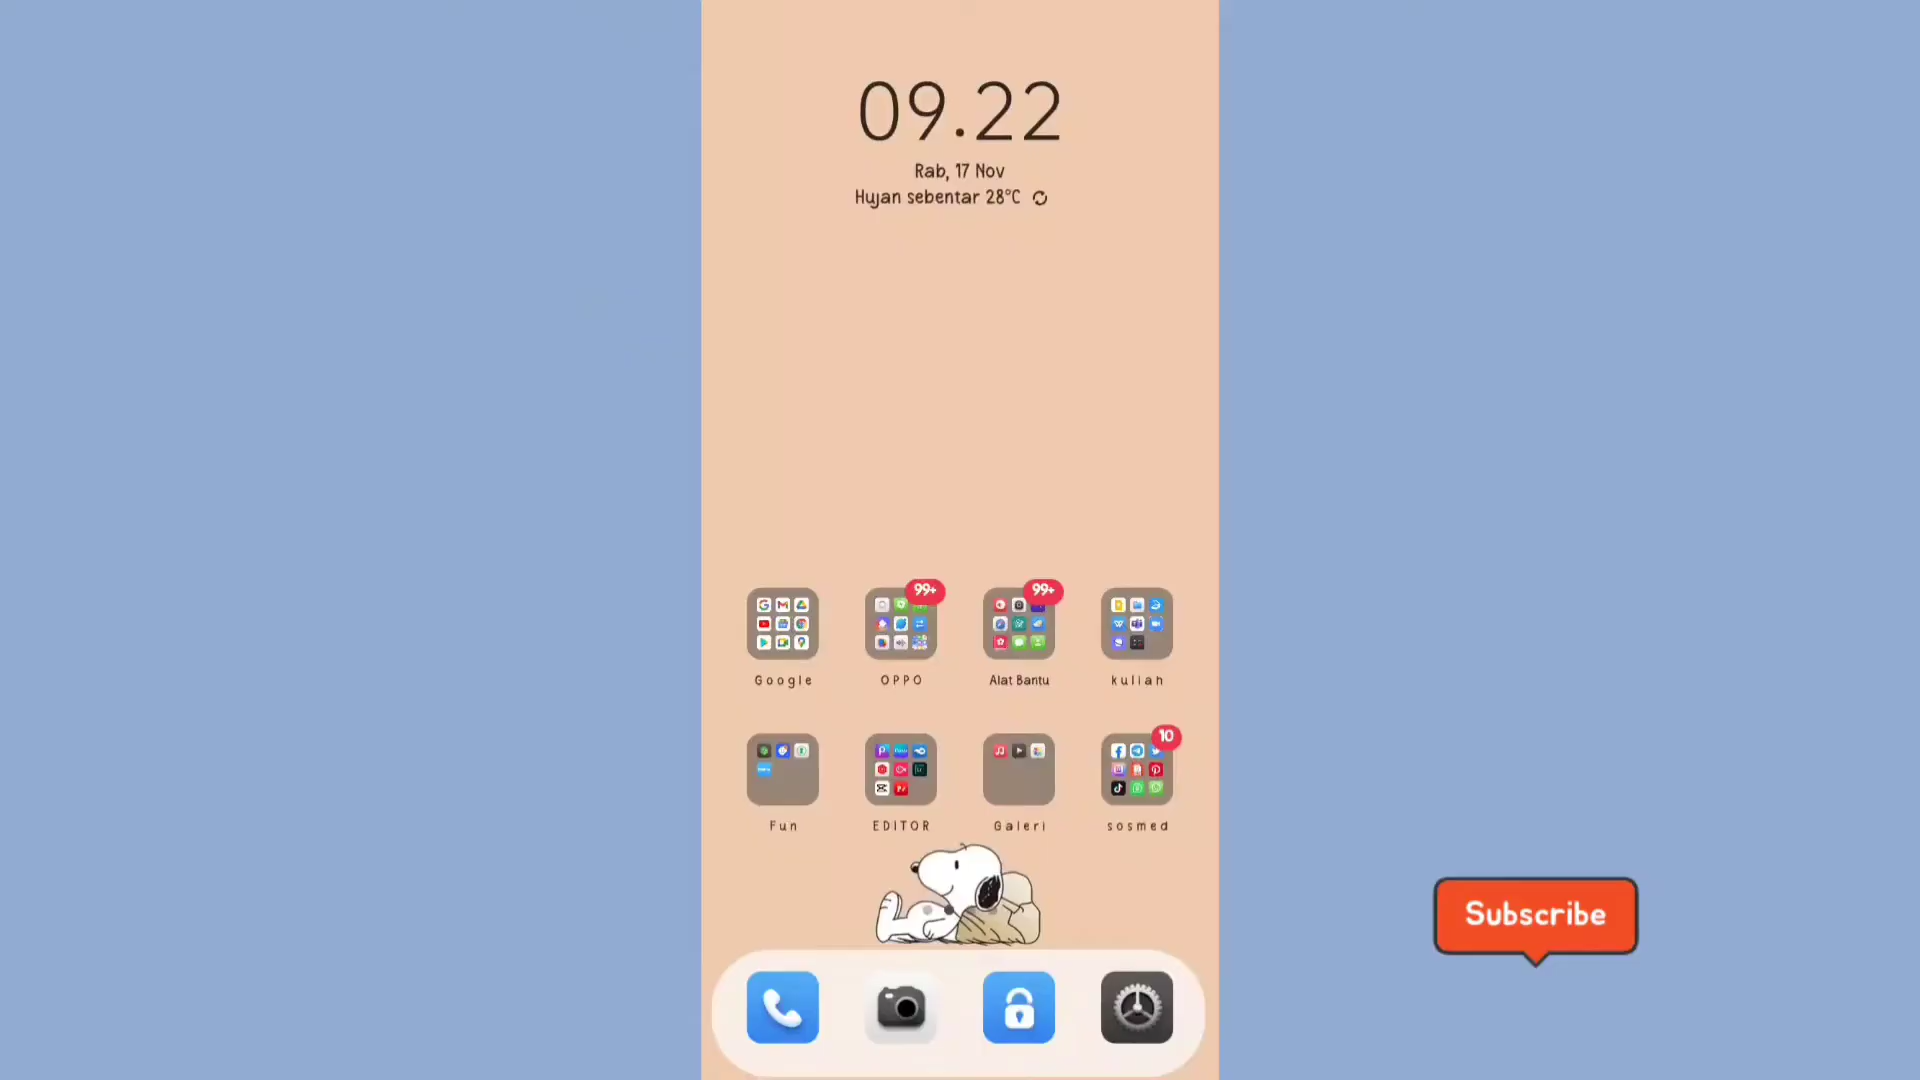 09.22
Rab, 17 Nov
Hujan sebentar 28°C
99+
99+
Google
OPPO
Alat Bantu
kuliah
10
Fun
EDITOR
Galeri
sosmed
Subscribe